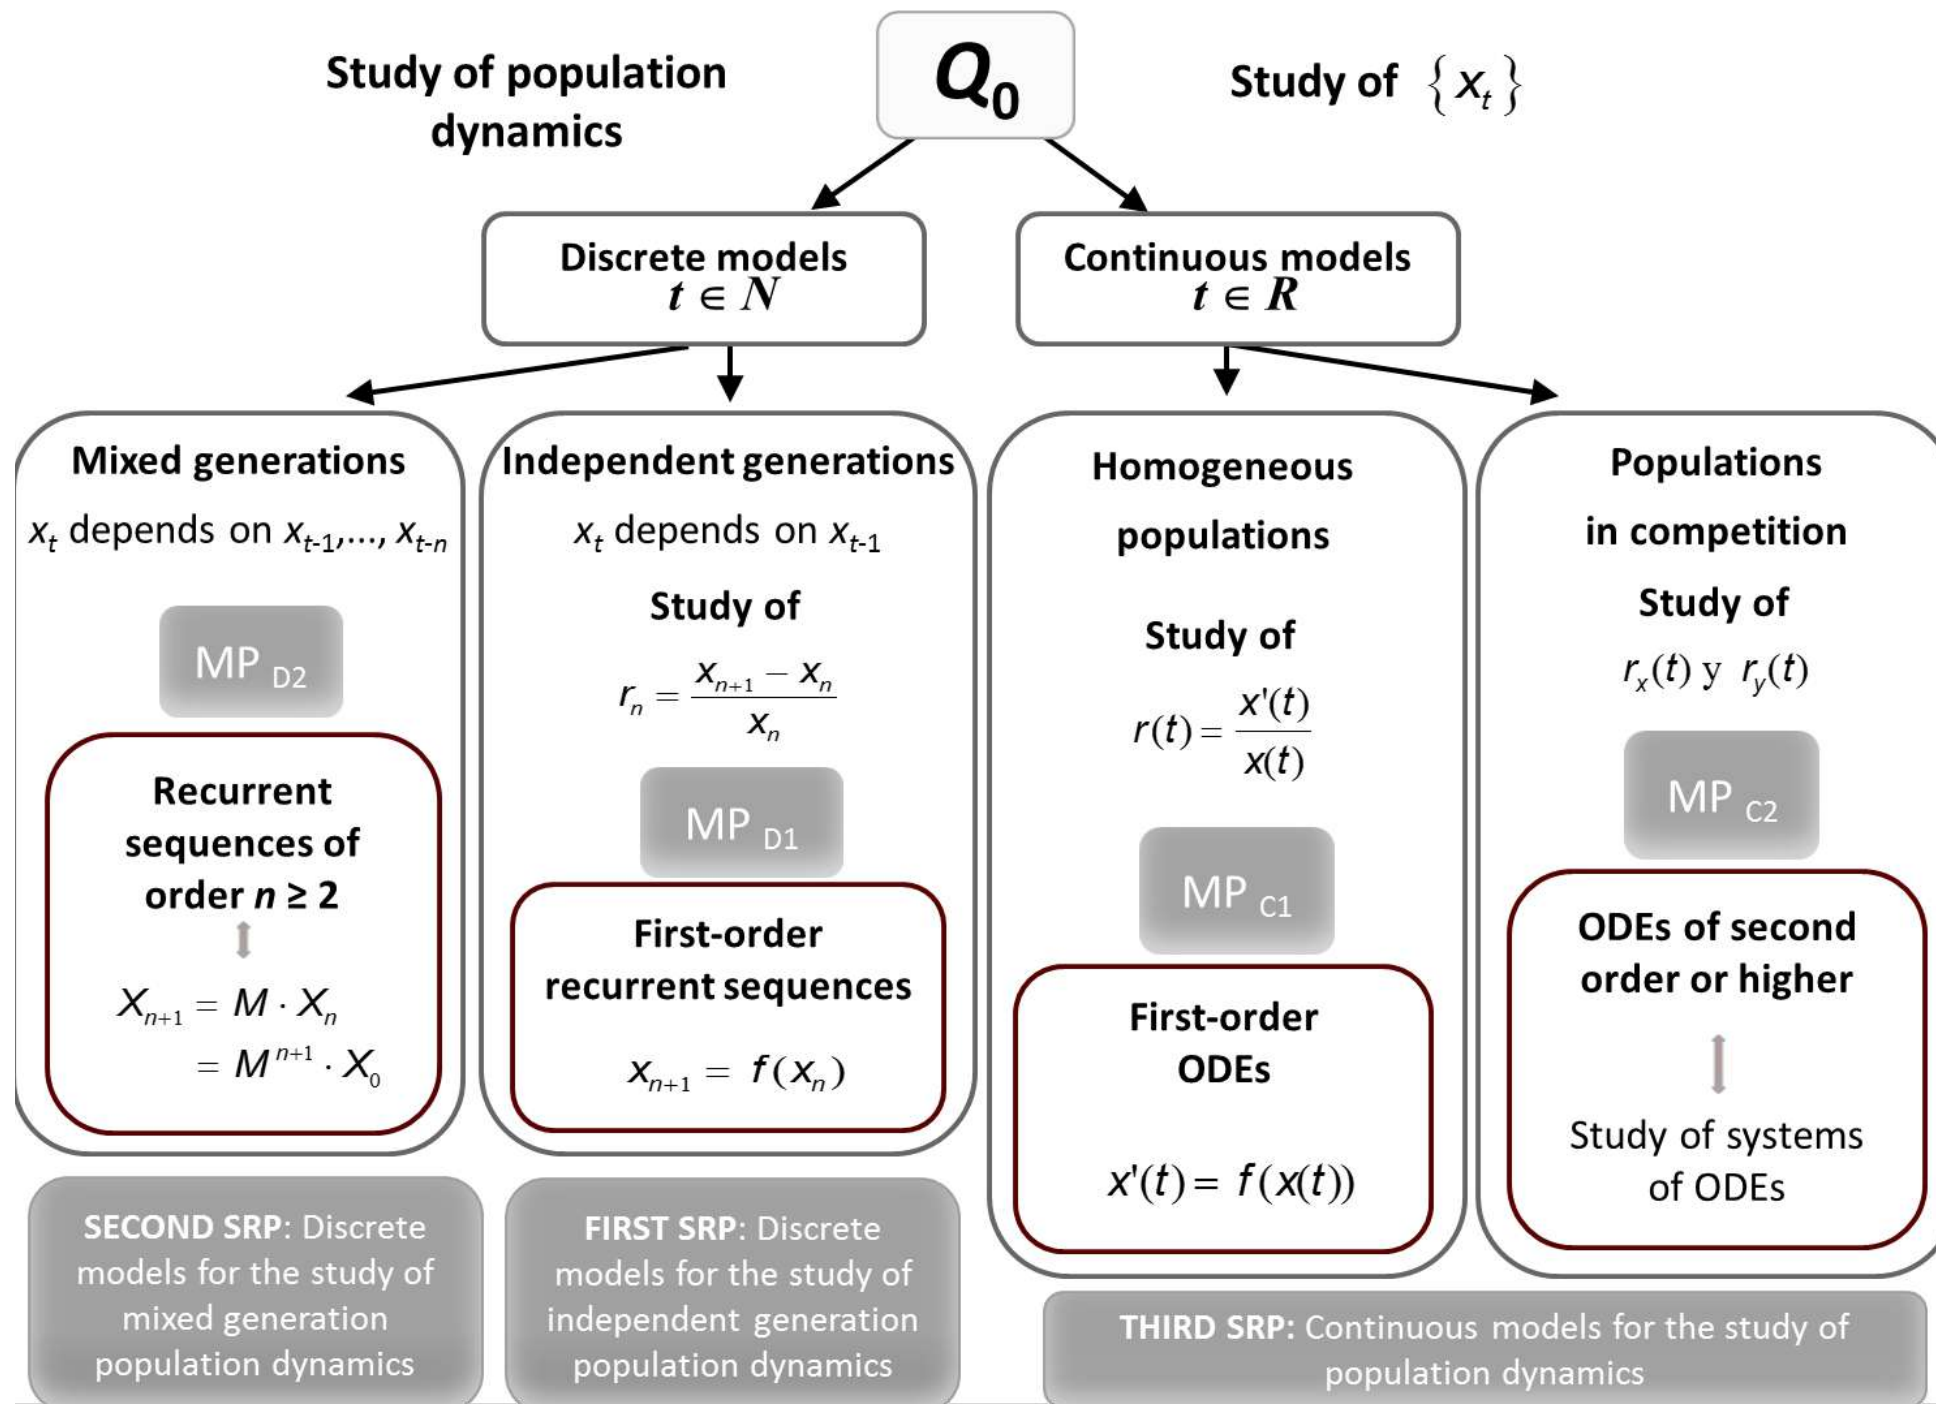 Study of population
dynamics
Q₀
Study of {xₜ}
Discrete models
t ∈ N
Continuous models
t ∈ R
Mixed generations
xₜ depends on xₜ₋₁,..., xₜ₋ₙ
MP D2
Recurrent
sequences of
order n ≥ 2
Xₙ₊₁ = M · Xₙ
= Mⁿ⁺¹ · X₀
SECOND SRP: Discrete
models for the study of
mixed generation
population dynamics
Independent generations
xₜ depends on xₜ₋₁
Study of
rₙ = (xₙ₊₁ − xₙ) / xₙ
MP D1
First-order
recurrent sequences
xₙ₊₁ = f(xₙ)
FIRST SRP: Discrete
models for the study of
independent generation
population dynamics
Homogeneous
populations
Study of
r(t) = x'(t) / x(t)
MP C1
First-order
ODEs
x'(t) = f(x(t))
Populations
in competition
Study of
rₓ(t) y r_y(t)
MP C2
ODEs of second
order or higher
Study of systems
of ODEs
THIRD SRP: Continuous models for the study of
population dynamics